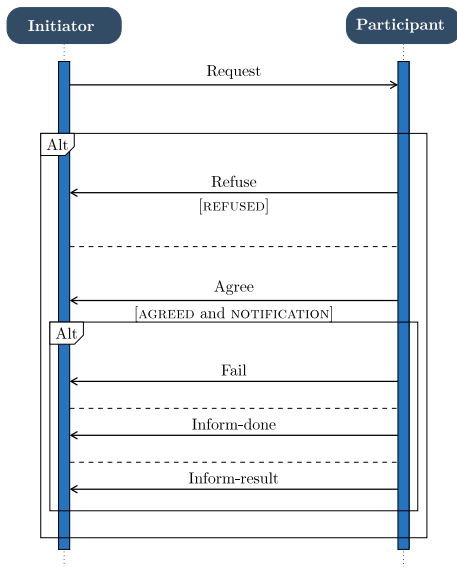 Initiator
Participant
Request
Alt
Refuse
[REFUSED]
Agree
[AGREED and NOTIFICATION]
Alt
Fail
Inform-done
Inform-result